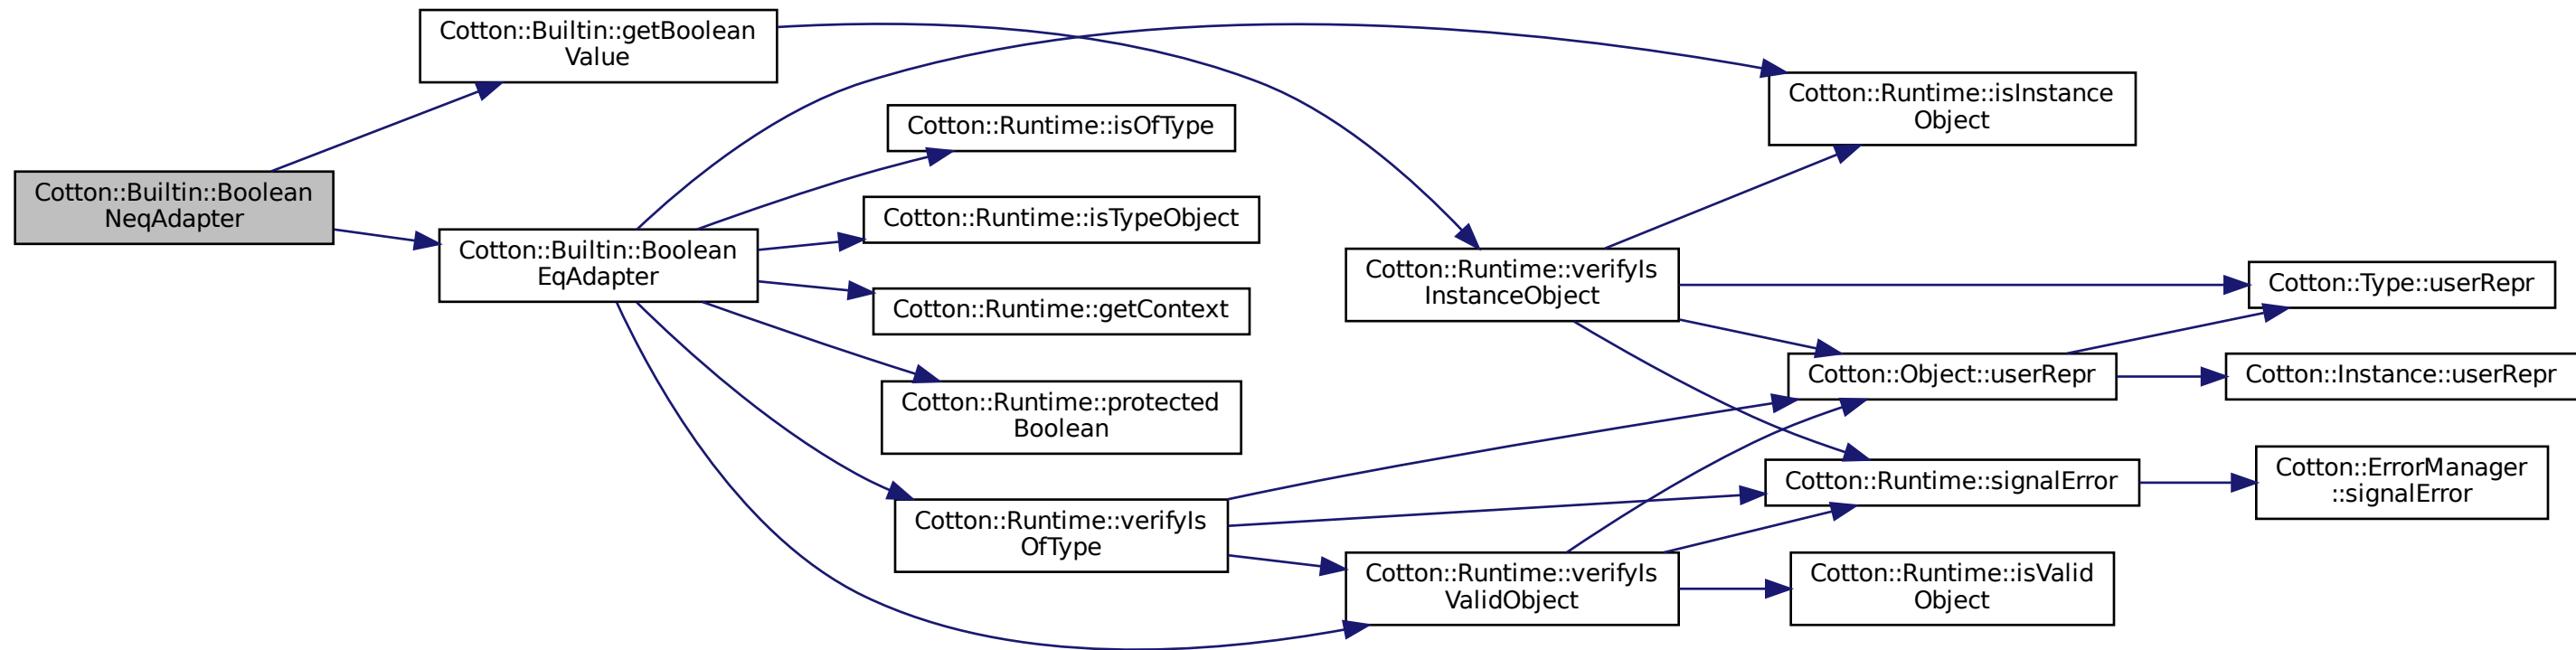 Cotton::Builtin::Boolean
NeqAdapter
Cotton::Builtin::getBoolean
Value
Cotton::Builtin::Boolean
EqAdapter
Cotton::Runtime::isOfType
Cotton::Runtime::isTypeObject
Cotton::Runtime::getContext
Cotton::Runtime::protected
Boolean
Cotton::Runtime::verifyIs
OfType
Cotton::Runtime::verifyIs
InstanceObject
Cotton::Runtime::verifyIs
ValidObject
Cotton::Runtime::isInstance
Object
Cotton::Object::userRepr
Cotton::Runtime::signalError
Cotton::Runtime::isValid
Object
Cotton::Type::userRepr
Cotton::Instance::userRepr
Cotton::ErrorManager
::signalError